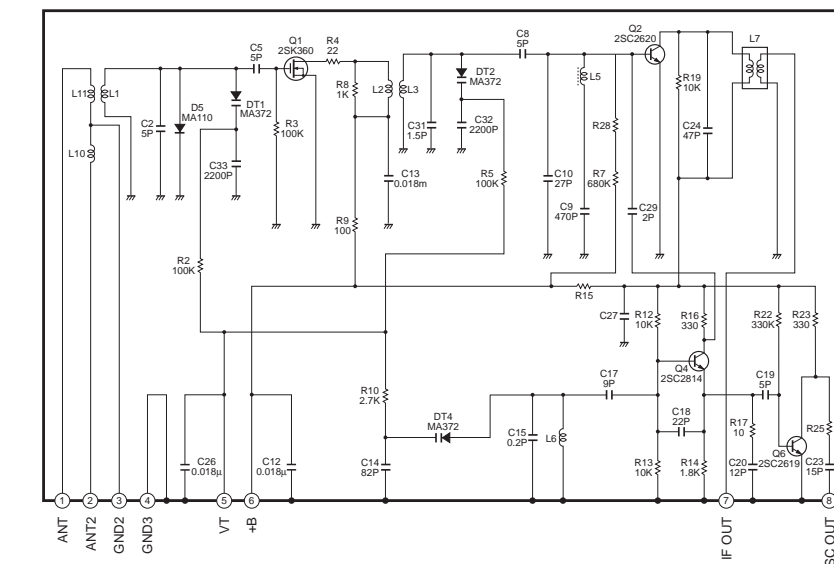 C8
5P
Q1
2SK360
Q2
2SC2620
C5
5P
R4
22
L7
L11
L1
C2
5P
D5
MA110
DT1
MA372
R3
100K
R8
1K
L2
L3
C31
1.5P
DT2
MA372
C32
2200P
L5
R19
10K
C24
47P
L10
C33
2200P
C13
0.018m
R5
100K
C10
27P
R28
R7
680K
C9
470P
C29
2P
R9
100
R2
100K
R15
C27
R12
10K
R16
330
R22
330K
R23
330
Q4
2SC2814
R10
2.7K
C17
9P
C19
5P
DT4
MA372
C15
0.2P
L6
C18
22P
R17
10
R25
C26
0.018µ
C12
0.018µ
C14
82P
R13
10K
R14
1.8K
C20
12P
Q6
2SC2619
C23
15P
1
2
3
4
5
6
7
8
ANT
ANT2
GND2
GND3
VT
+B
IF OUT
SC OUT